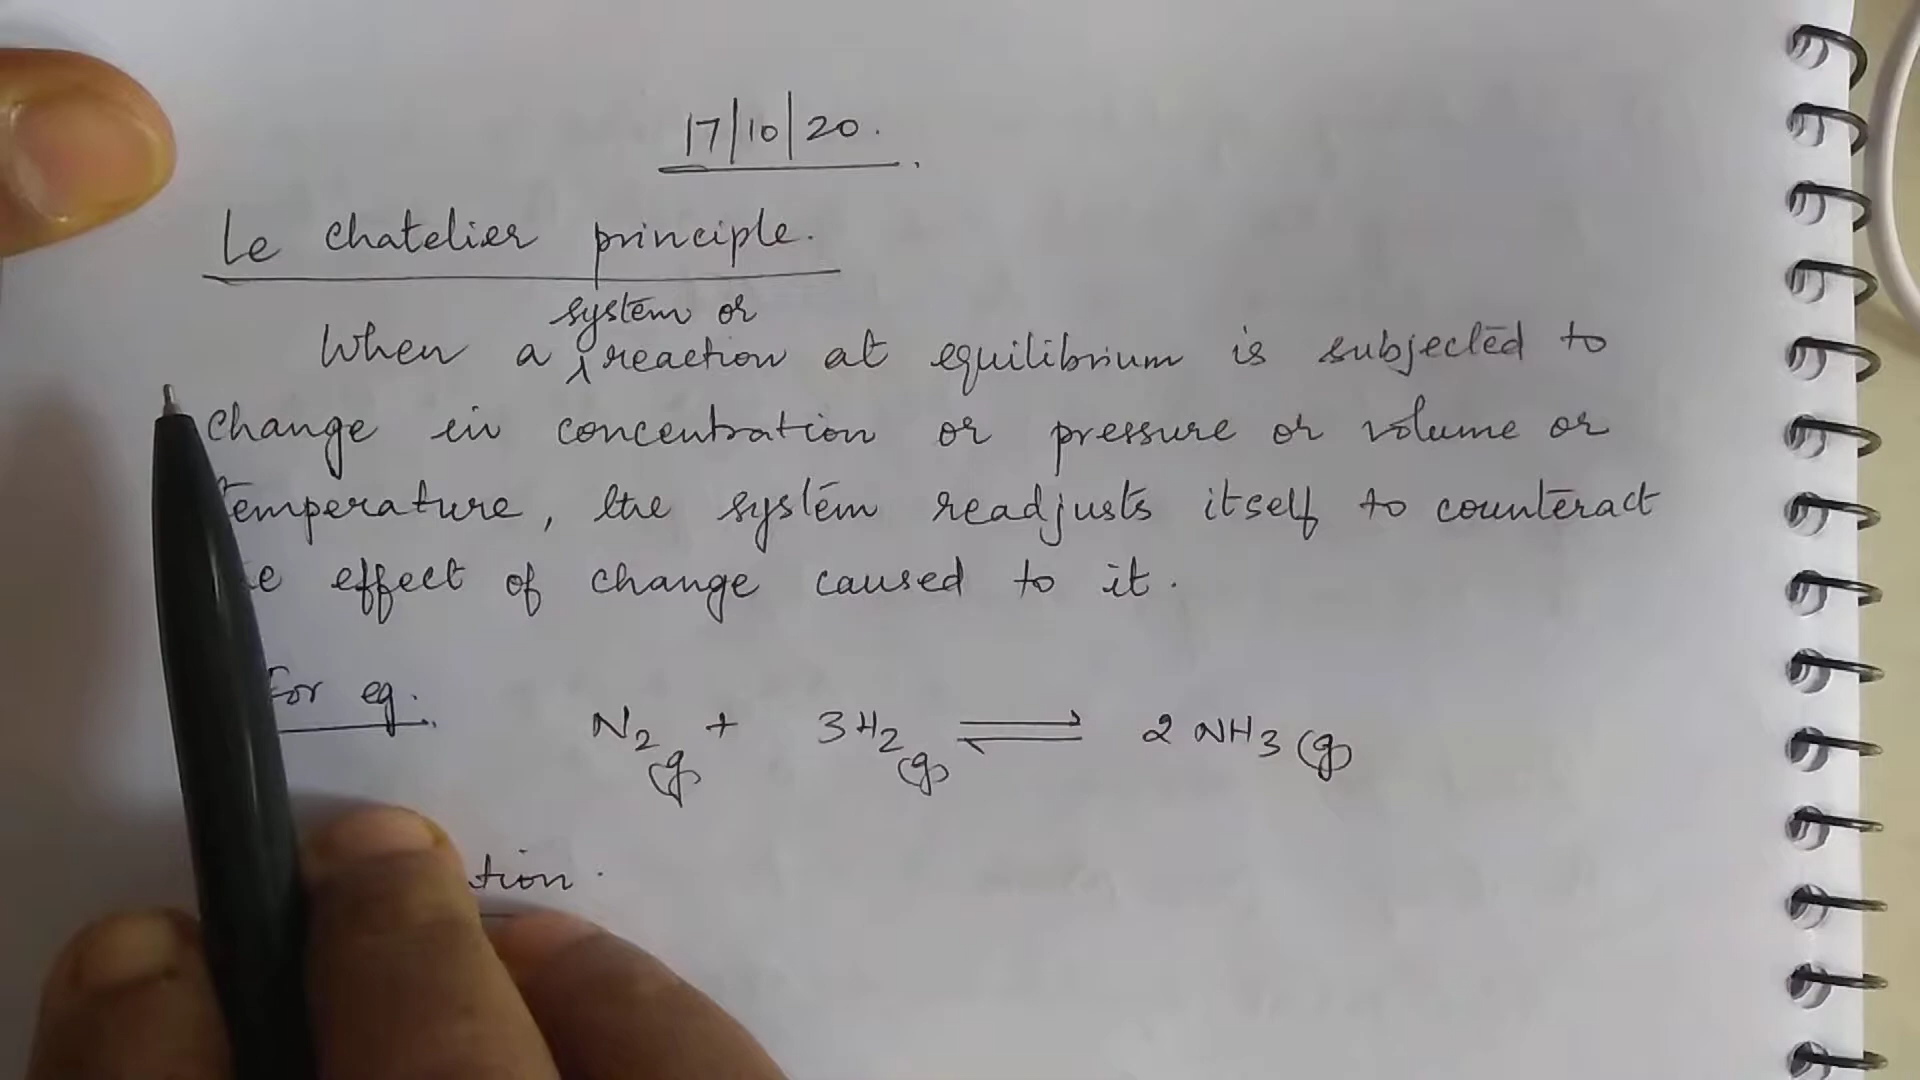 17/10/20.
Le chatelier principle.
system or
When a reaction at equilibrium is subjected to
change in concentration or pressure or volume or
temperature, the system readjusts itself to counteract
effect of change caused to it.
For eg.
N2(g) + 3H2(g) ⇌ 2NH3(g)